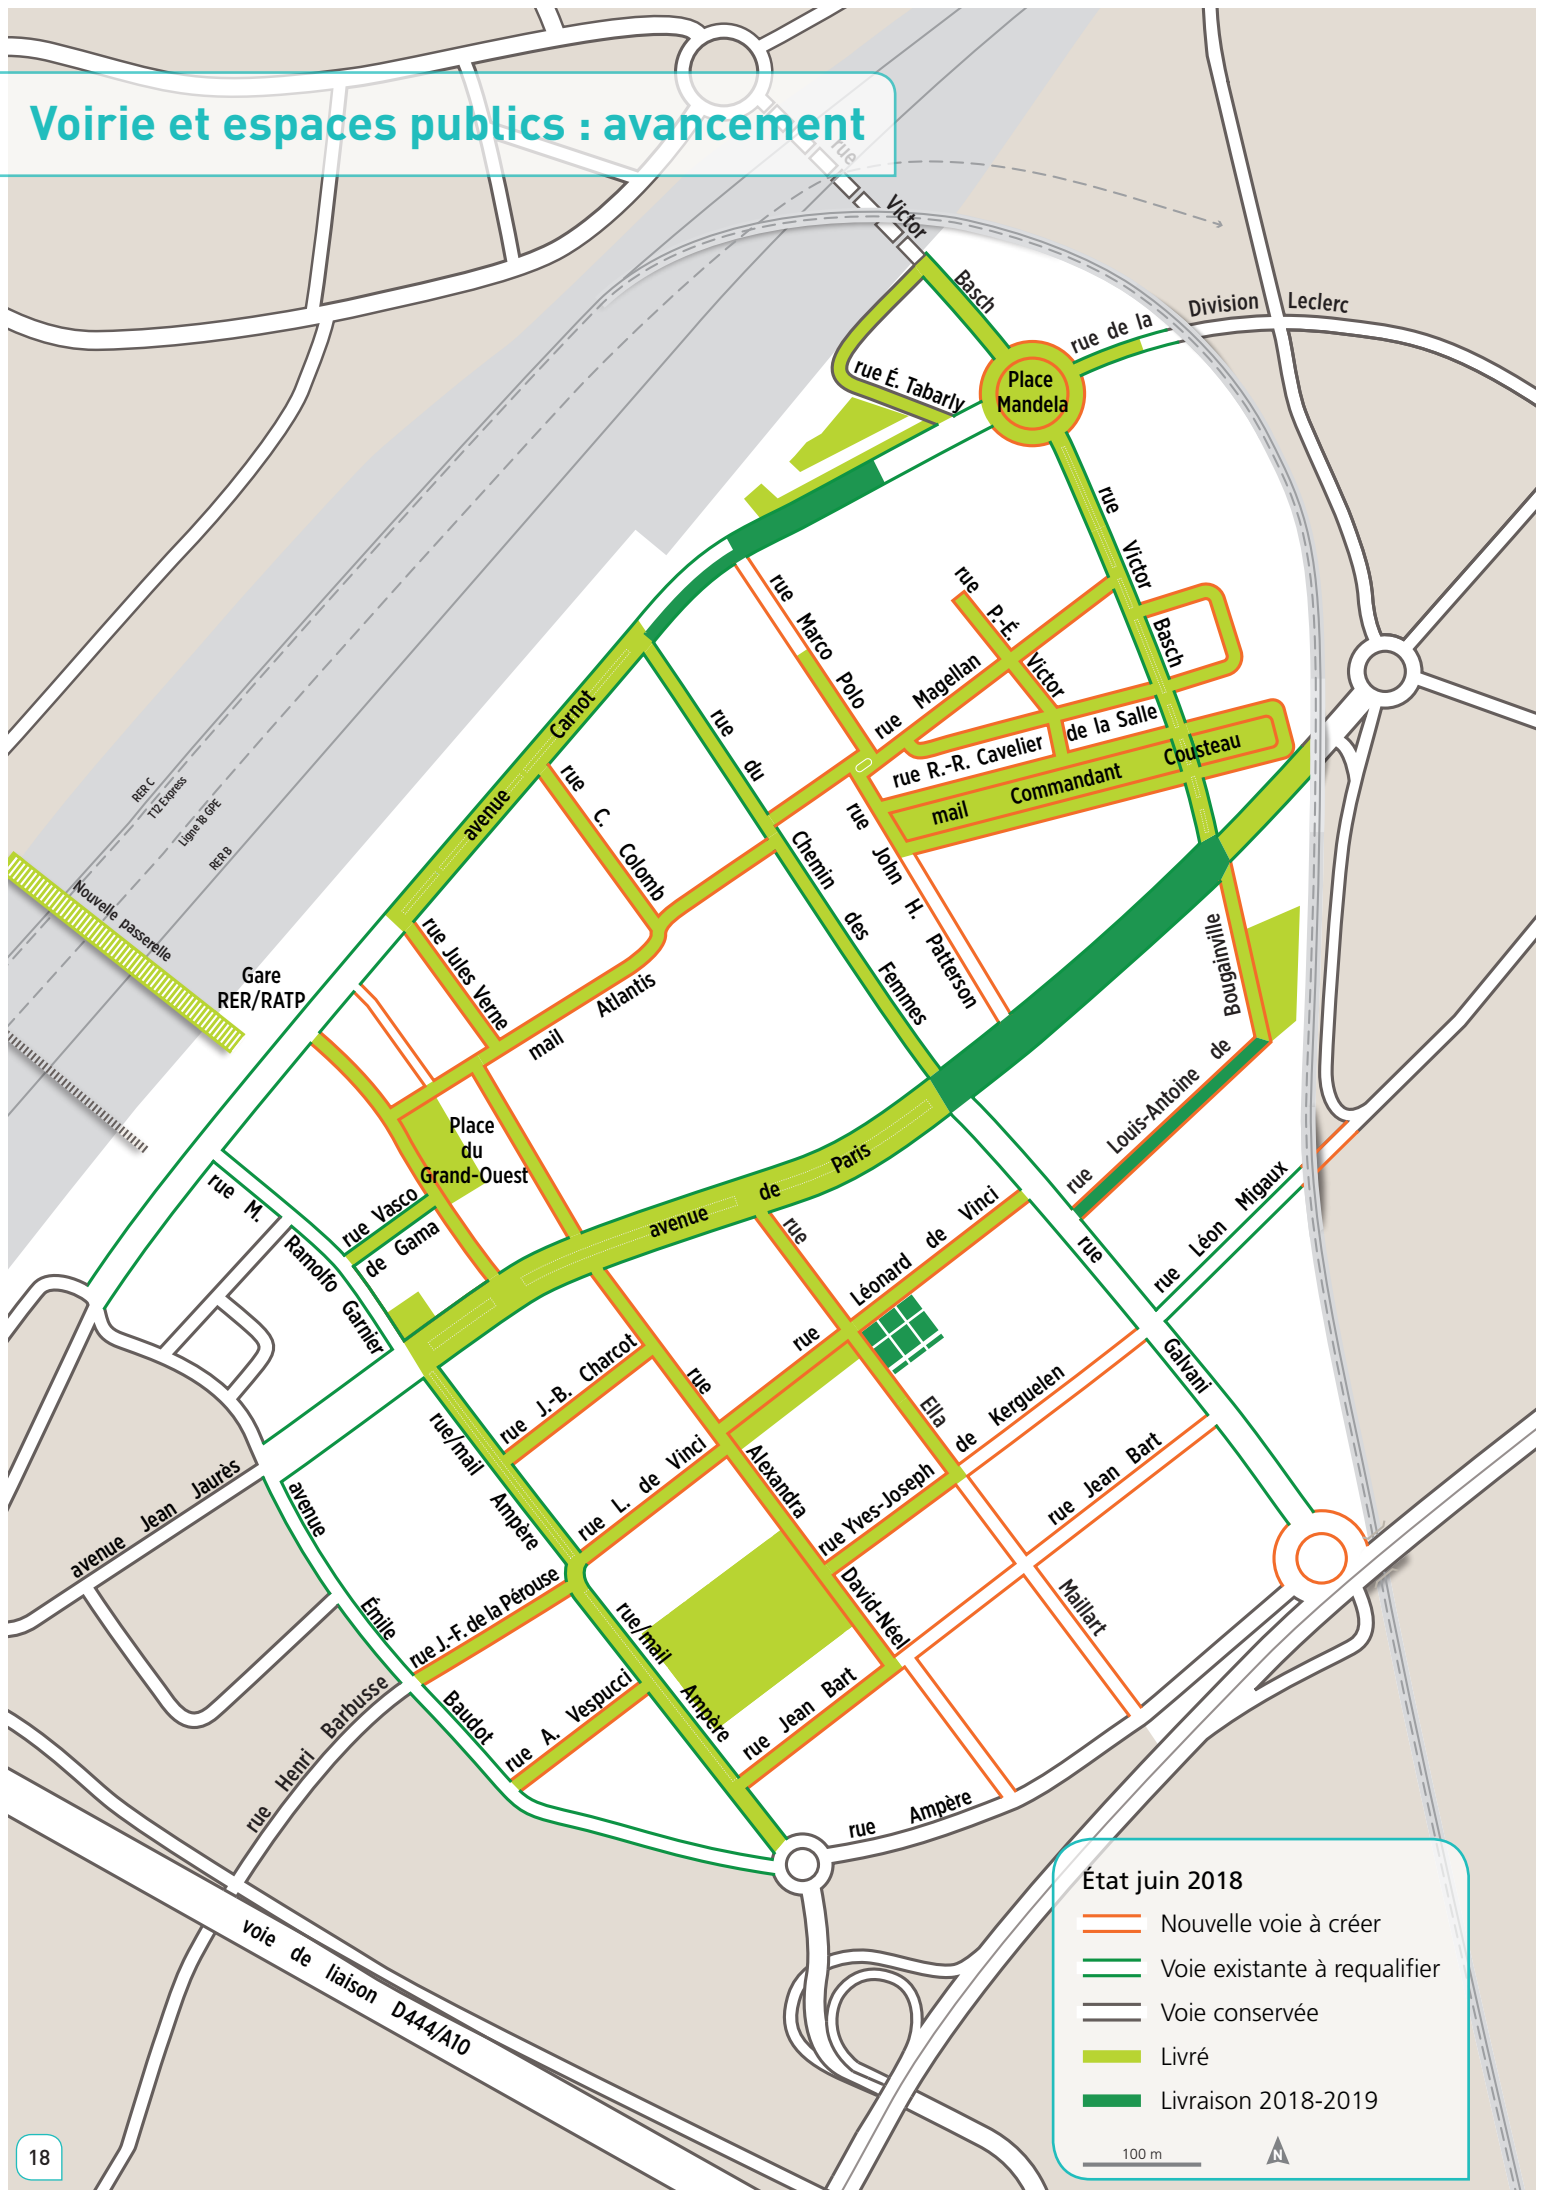 Voirie et espaces publics : avancement
rue
Victor
Basch
rue de la
Division Leclerc
rue É. Tabarly
Place
Mandela
rue
Victor
Basch
rue
P.-É.
Victor
rue
Marco
Polo
rue Magellan
rue R.-R. Cavelier
de la Salle
mail Commandant Cousteau
avenue Carnot
rue
du
Chemin
des
Femmes
rue
C.
Colomb
rue
John
H.
Patterson
RER C
T12 Express
Ligne 18 GPE
RER B
Nouvelle passerelle
Gare
RER/RATP
rue Jules Verne
mail Atlantis
rue Louis-Antoine de
Bougainville
Place
du
Grand-Ouest
rue M.
Ramolfo
Garnier
rue Vasco
de Gama
avenue de Paris
rue Léonard de Vinci
rue
Ella
Maillart
rue
Galvani
rue Léon Migaux
rue J.-B. Charcot
rue
Alexandra
David-Néel
rue L. de Vinci
rue Yves-Joseph
de Kerguelen
rue Jean Bart
rue/mail
Ampère
avenue Jean Jaurès
avenue
Émile
Baudot
rue J.-F. de la Pérouse
rue/mail
Ampère
rue Henri Barbusse
rue A. Vespucci
rue Jean Bart
rue Ampère
voie de liaison D444/A10
État juin 2018
Nouvelle voie à créer
Voie existante à requalifier
Voie conservée
Livré
Livraison 2018-2019
100 m
N
18